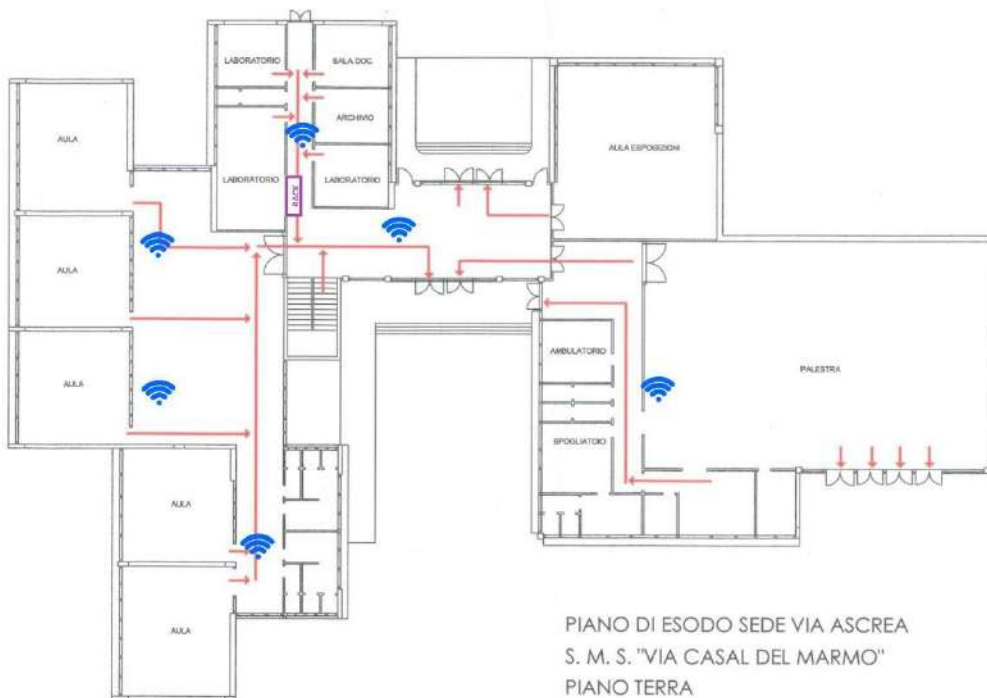 LABORATORIO
SALA DOC.
AULA
ARCHIVIO
AULA ESPOSIZIONI
LABORATORIO
LABORATORIO
RACK
AULA
AMBULATORIO
PALESTRA
AULA
SPOGLIATOIO
AULA
AULA
PIANO DI ESODO SEDE VIA ASCREA
S. M. S. "VIA CASAL DEL MARMO"
PIANO TERRA